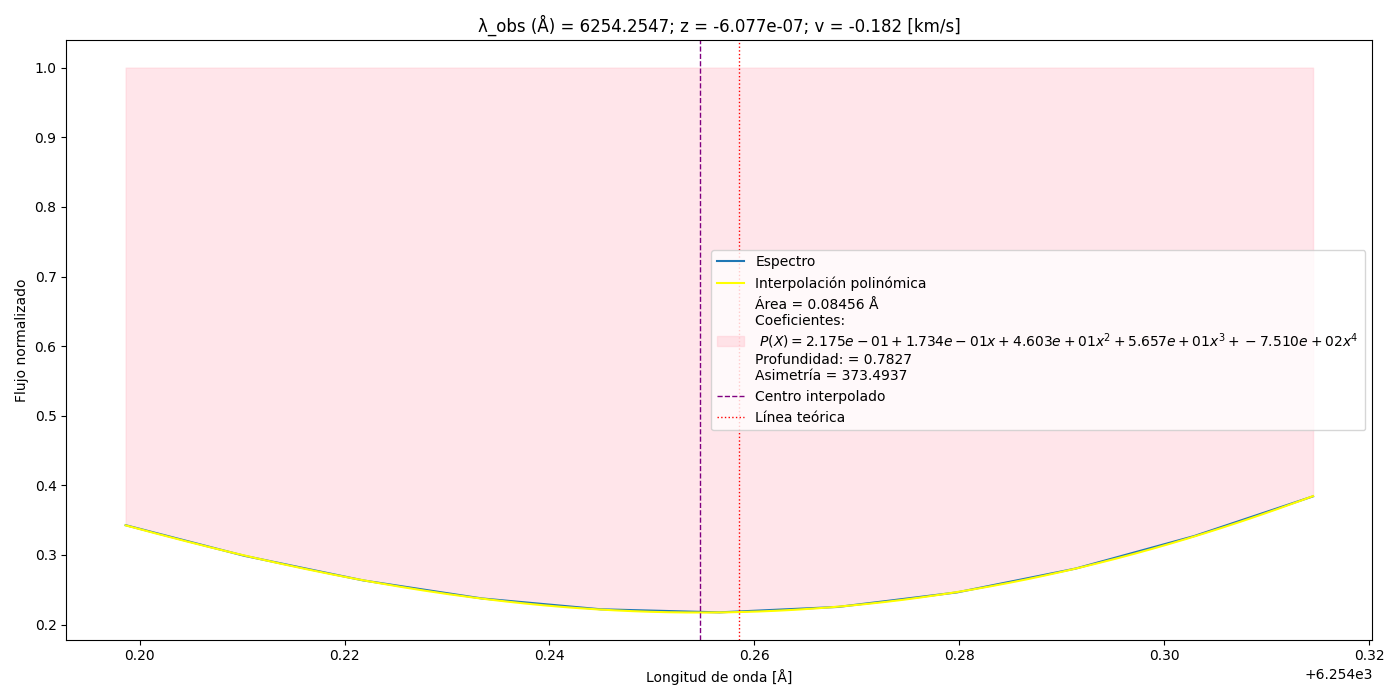 λ_obs (Å) = 6254.2547; z = -6.077e-07; v = -0.182 [km/s]
Flujo normalizado
1.0
0.9
0.8
0.7
0.6
0.5
0.4
0.3
0.2
Espectro
Interpolación polinómica
Área = 0.08456 Å
Coeficientes:
P(X) = 2.175e − 01 + 1.734e − 01x + 4.603e + 01x² + 5.657e + 01x³ + − 7.510e + 02x⁴
Profundidad: = 0.7827
Asimetría = 373.4937
Centro interpolado
Línea teórica
0.20 0.22 0.24 0.26 0.28 0.30 0.32
+6.254e3
Longitud de onda [Å]